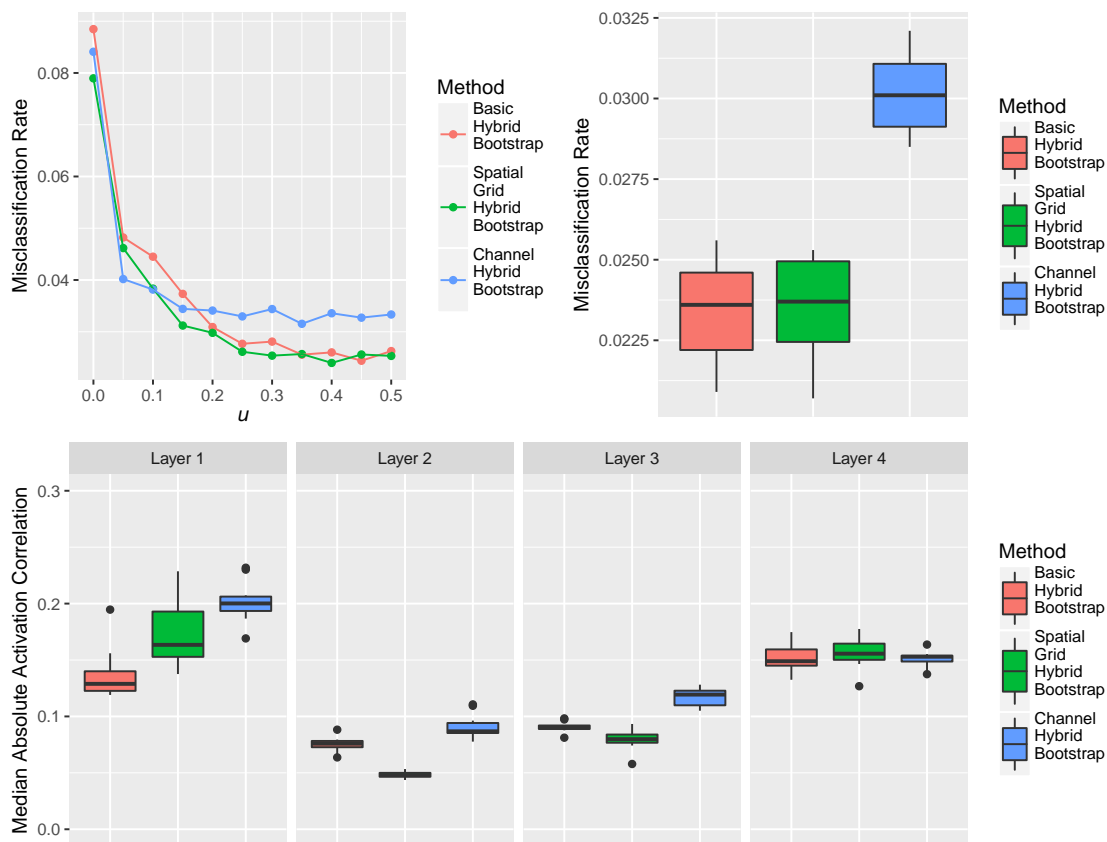 Misclassification Rate
0.08
0.06
0.04
0.0
0.1
0.2
0.3
0.4
0.5
u
Method
Basic
Hybrid
Bootstrap
Spatial
Grid
Hybrid
Bootstrap
Channel
Hybrid
Bootstrap
Misclassification Rate
0.0325
0.0300
0.0275
0.0250
0.0225
Method
Basic
Hybrid
Bootstrap
Spatial
Grid
Hybrid
Bootstrap
Channel
Hybrid
Bootstrap
Median Absolute Activation Correlation
Layer 1
Layer 2
Layer 3
Layer 4
0.3
0.2
0.1
0.0
Method
Basic
Hybrid
Bootstrap
Spatial
Grid
Hybrid
Bootstrap
Channel
Hybrid
Bootstrap